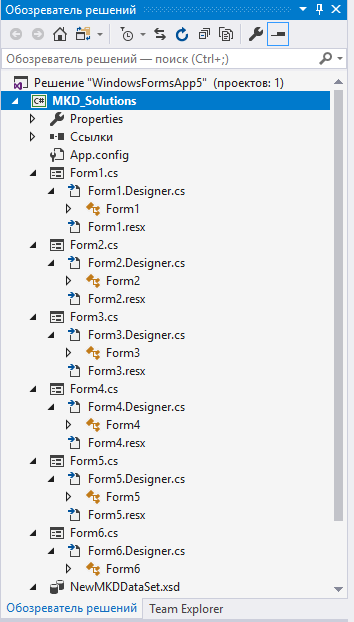 Обозреватель решений
Обозреватель решений — поиск (Ctrl+;)
Решение "WindowsFormsApp5" (проектов: 1)
C# MKD_Solutions
Properties
Ссылки
App.config
Form1.cs
Form1.Designer.cs
Form1
Form1.resx
Form2.cs
Form2.Designer.cs
Form2
Form2.resx
Form3.cs
Form3.Designer.cs
Form3
Form3.resx
Form4.cs
Form4.Designer.cs
Form4
Form4.resx
Form5.cs
Form5.Designer.cs
Form5
Form5.resx
Form6.cs
Form6.Designer.cs
Form6
NewMKDDataSet.xsd
Обозреватель решений Team Explorer